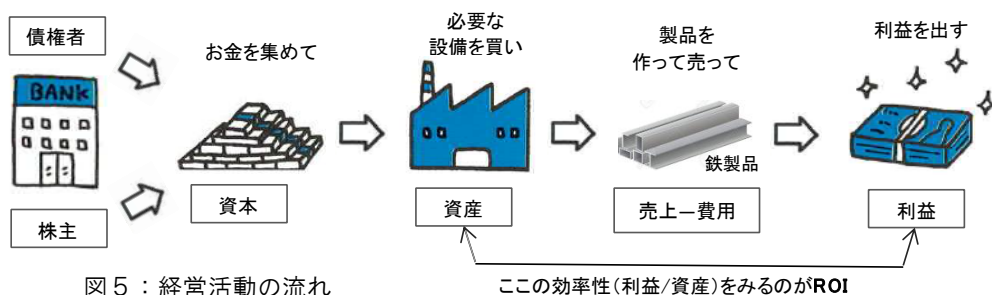 債権者
BANK
株主
お金を集めて
資本
必要な
設備を買い
資産
製品を
作って売って
鉄製品
売上ー費用
利益を出す
利益
図5：経営活動の流れ
ここの効率性(利益/資産)をみるのがROI